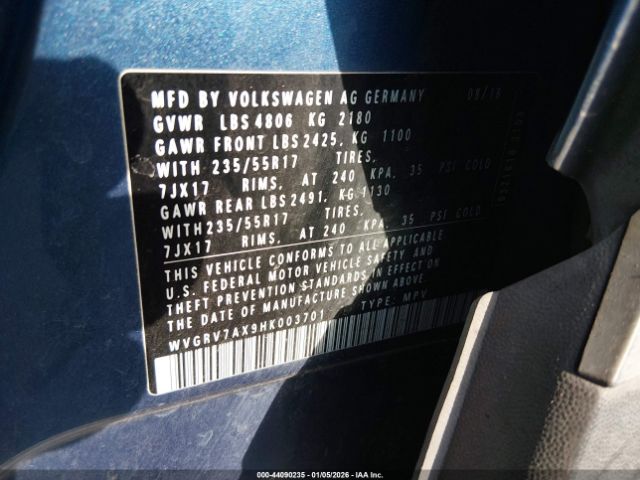 MFD BY VOLKSWAGEN AG GERMANY 08/16
GVWR LBS 4806 KG 2180
GAWR FRONT LBS 2425, KG 1100
WITH 235/55R17 TIRES,
7JX17 RIMS, AT 240 KPA, 35 PSI COLD
GAWR REAR LBS 2491, KG 1130
WITH 235/55R17 TIRES,
7JX17 RIMS, AT 240 KPA, 35 PSI COLD
THIS VEHICLE CONFORMS TO ALL APPLICABLE
U.S. FEDERAL MOTOR VEHICLE SAFETY AND
THEFT PREVENTION STANDARDS IN EFFECT ON
THE DATE OF MANUFACTURE SHOWN ABOVE.
WVGRV7AX9HK003701 TYPE: MPV
000-44090235 - 01/05/2026 - IAA Inc.